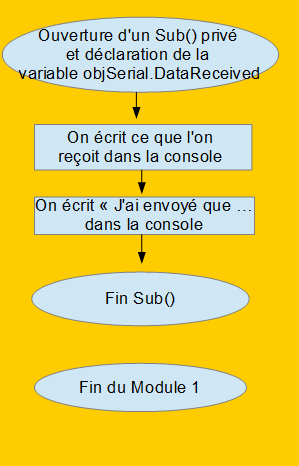 Ouverture d'un Sub() privé
et déclaration de la
variable objSerial.DataReceived
On écrit ce que l'on
reçoit dans la console
On écrit « J'ai envoyé que ...
dans la console
Fin Sub()
Fin du Module 1